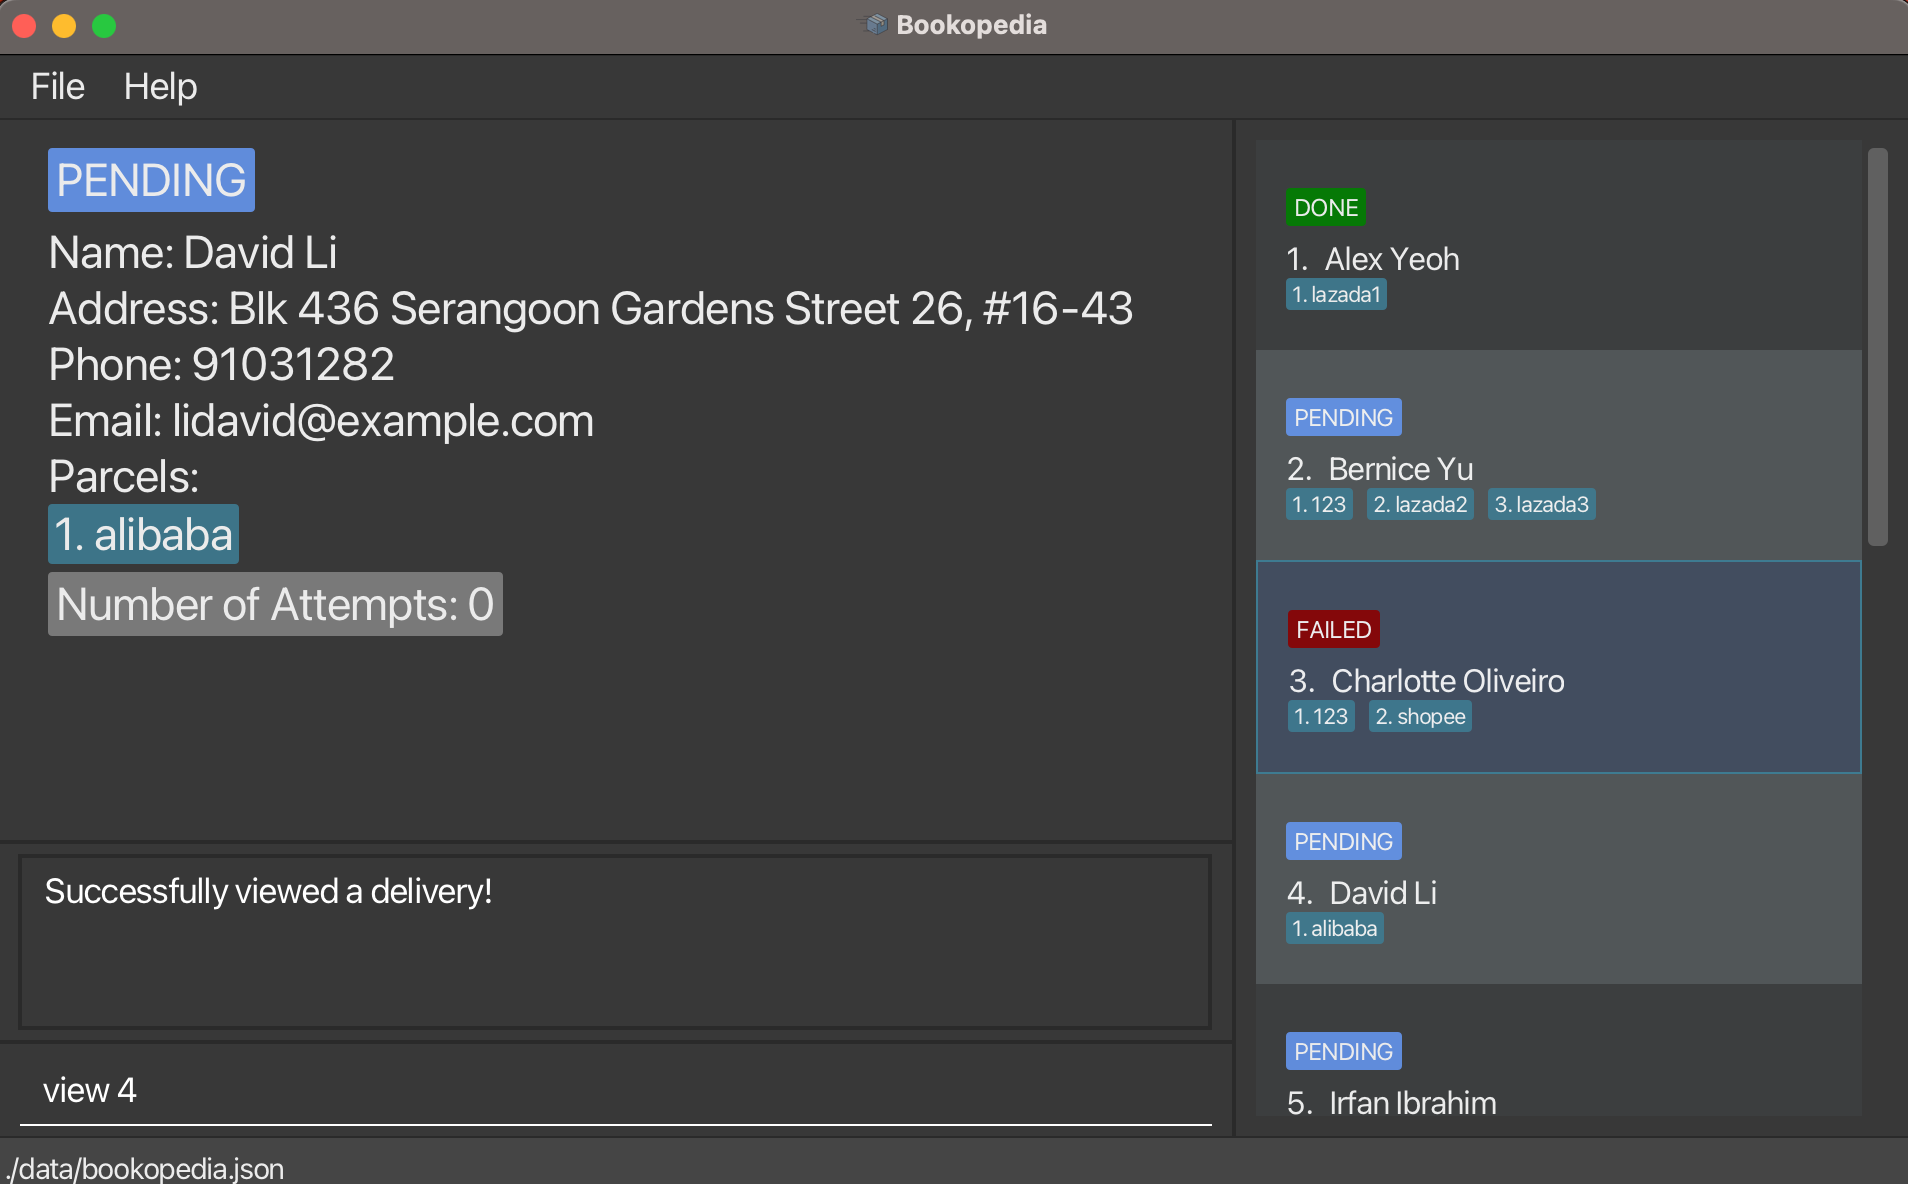 Bookopedia
File Help
PENDING
Name: David Li
Address: Blk 436 Serangoon Gardens Street 26, #16-43
Phone: 91031282
Email: lidavid@example.com
Parcels:
1. alibaba
Number of Attempts: 0
Successfully viewed a delivery!
view 4
DONE
1. Alex Yeoh
1. lazada1
PENDING
2. Bernice Yu
1. 123 2. lazada2 3. lazada3
FAILED
3. Charlotte Oliveiro
1. 123 2. shopee
PENDING
4. David Li
1. alibaba
PENDING
5. Irfan Ibrahim
./data/bookopedia.json